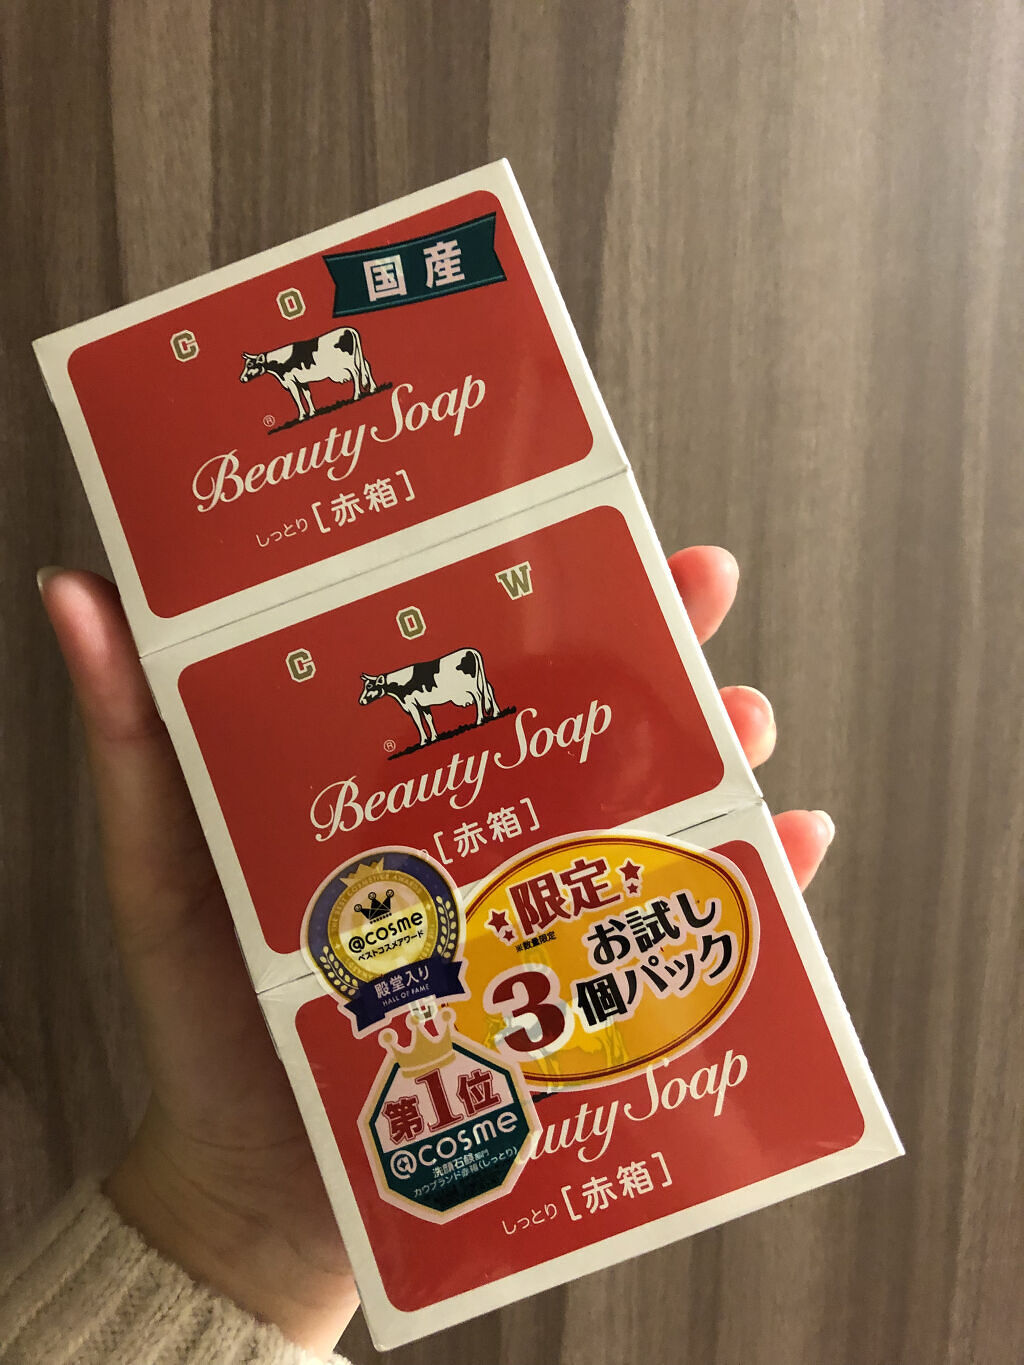 国産
C O
®
Beauty Soap
しっとり [赤箱]
C O W
®
Beauty Soap
[赤箱]
@cosme
ベストコスメアワード
殿堂入り
HALL OF FAME
限定
※数量限定
お試し
3個パック
第1位
@cosme
洗顔石鹸部門
カウブランド赤箱(しっとり)
auty Soap
しっとり [赤箱]